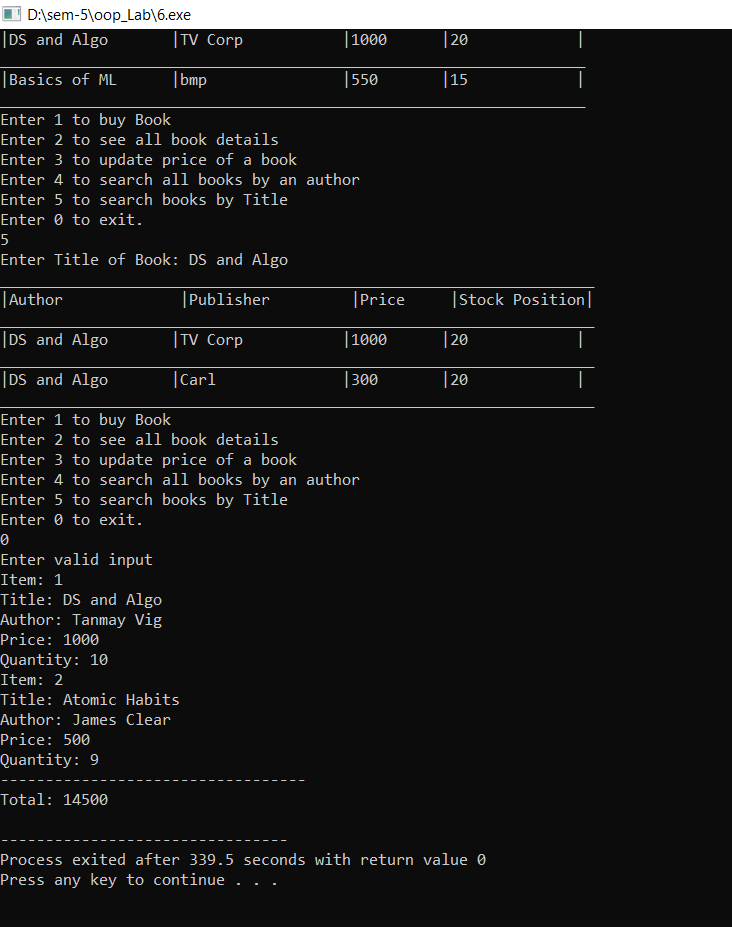 D:\sem-5\oop_Lab\6.exe
|DS and Algo       |TV Corp           |1000      |20            |
_________________________________________________________________
|Basics of ML      |bmp               |550       |15            |
_________________________________________________________________
Enter 1 to buy Book
Enter 2 to see all book details
Enter 3 to update price of a book
Enter 4 to search all books by an author
Enter 5 to search books by Title
Enter 0 to exit.
5
Enter Title of Book: DS and Algo
__________________________________________________________________
|Author             |Publisher         |Price     |Stock Position|
__________________________________________________________________
|DS and Algo       |TV Corp           |1000      |20            |
__________________________________________________________________
|DS and Algo       |Carl              |300       |20            |
__________________________________________________________________
Enter 1 to buy Book
Enter 2 to see all book details
Enter 3 to update price of a book
Enter 4 to search all books by an author
Enter 5 to search books by Title
Enter 0 to exit.
0
Enter valid input
Item: 1
Title: DS and Algo
Author: Tanmay Vig
Price: 1000
Quantity: 10
Item: 2
Title: Atomic Habits
Author: James Clear
Price: 500
Quantity: 9
----------------------------------
Total: 14500
--------------------------------
Process exited after 339.5 seconds with return value 0
Press any key to continue . . .